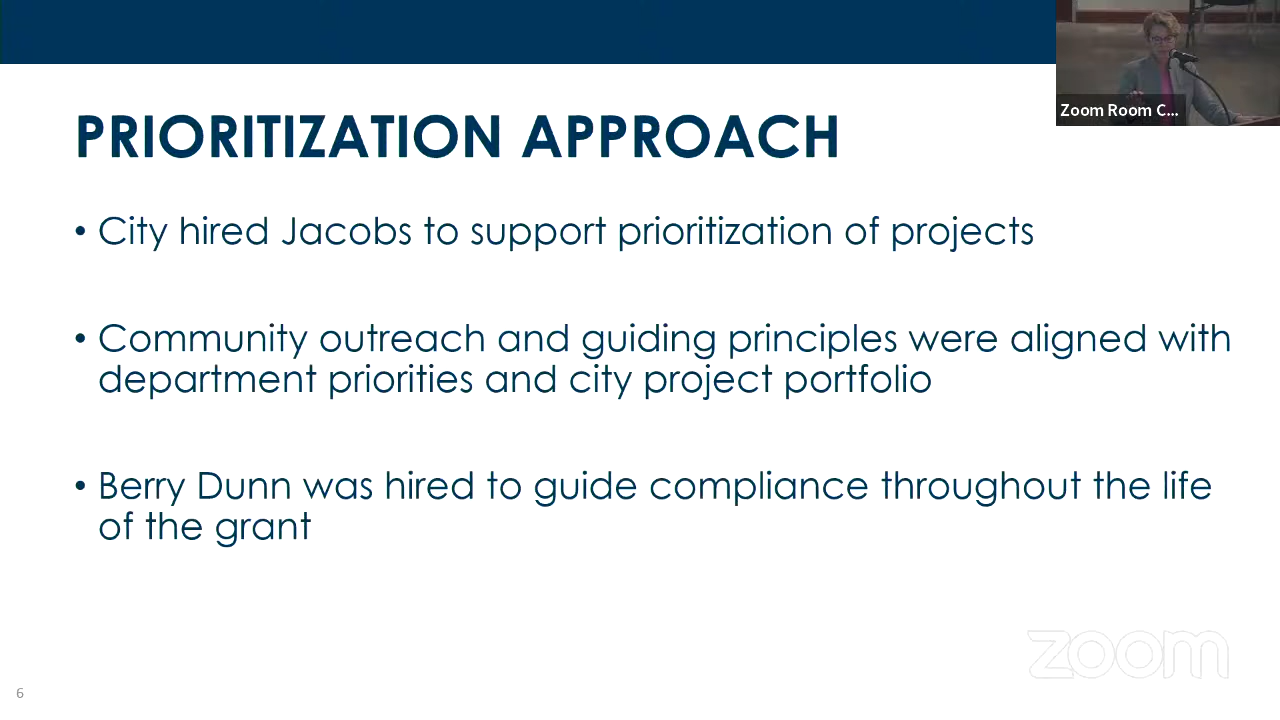 Zoom Room C...
PRIORITIZATION APPROACH
• City hired Jacobs to support prioritization of projects
• Community outreach and guiding principles were aligned with
department priorities and city project portfolio
• Berry Dunn was hired to guide compliance throughout the life
of the grant
zoom
6